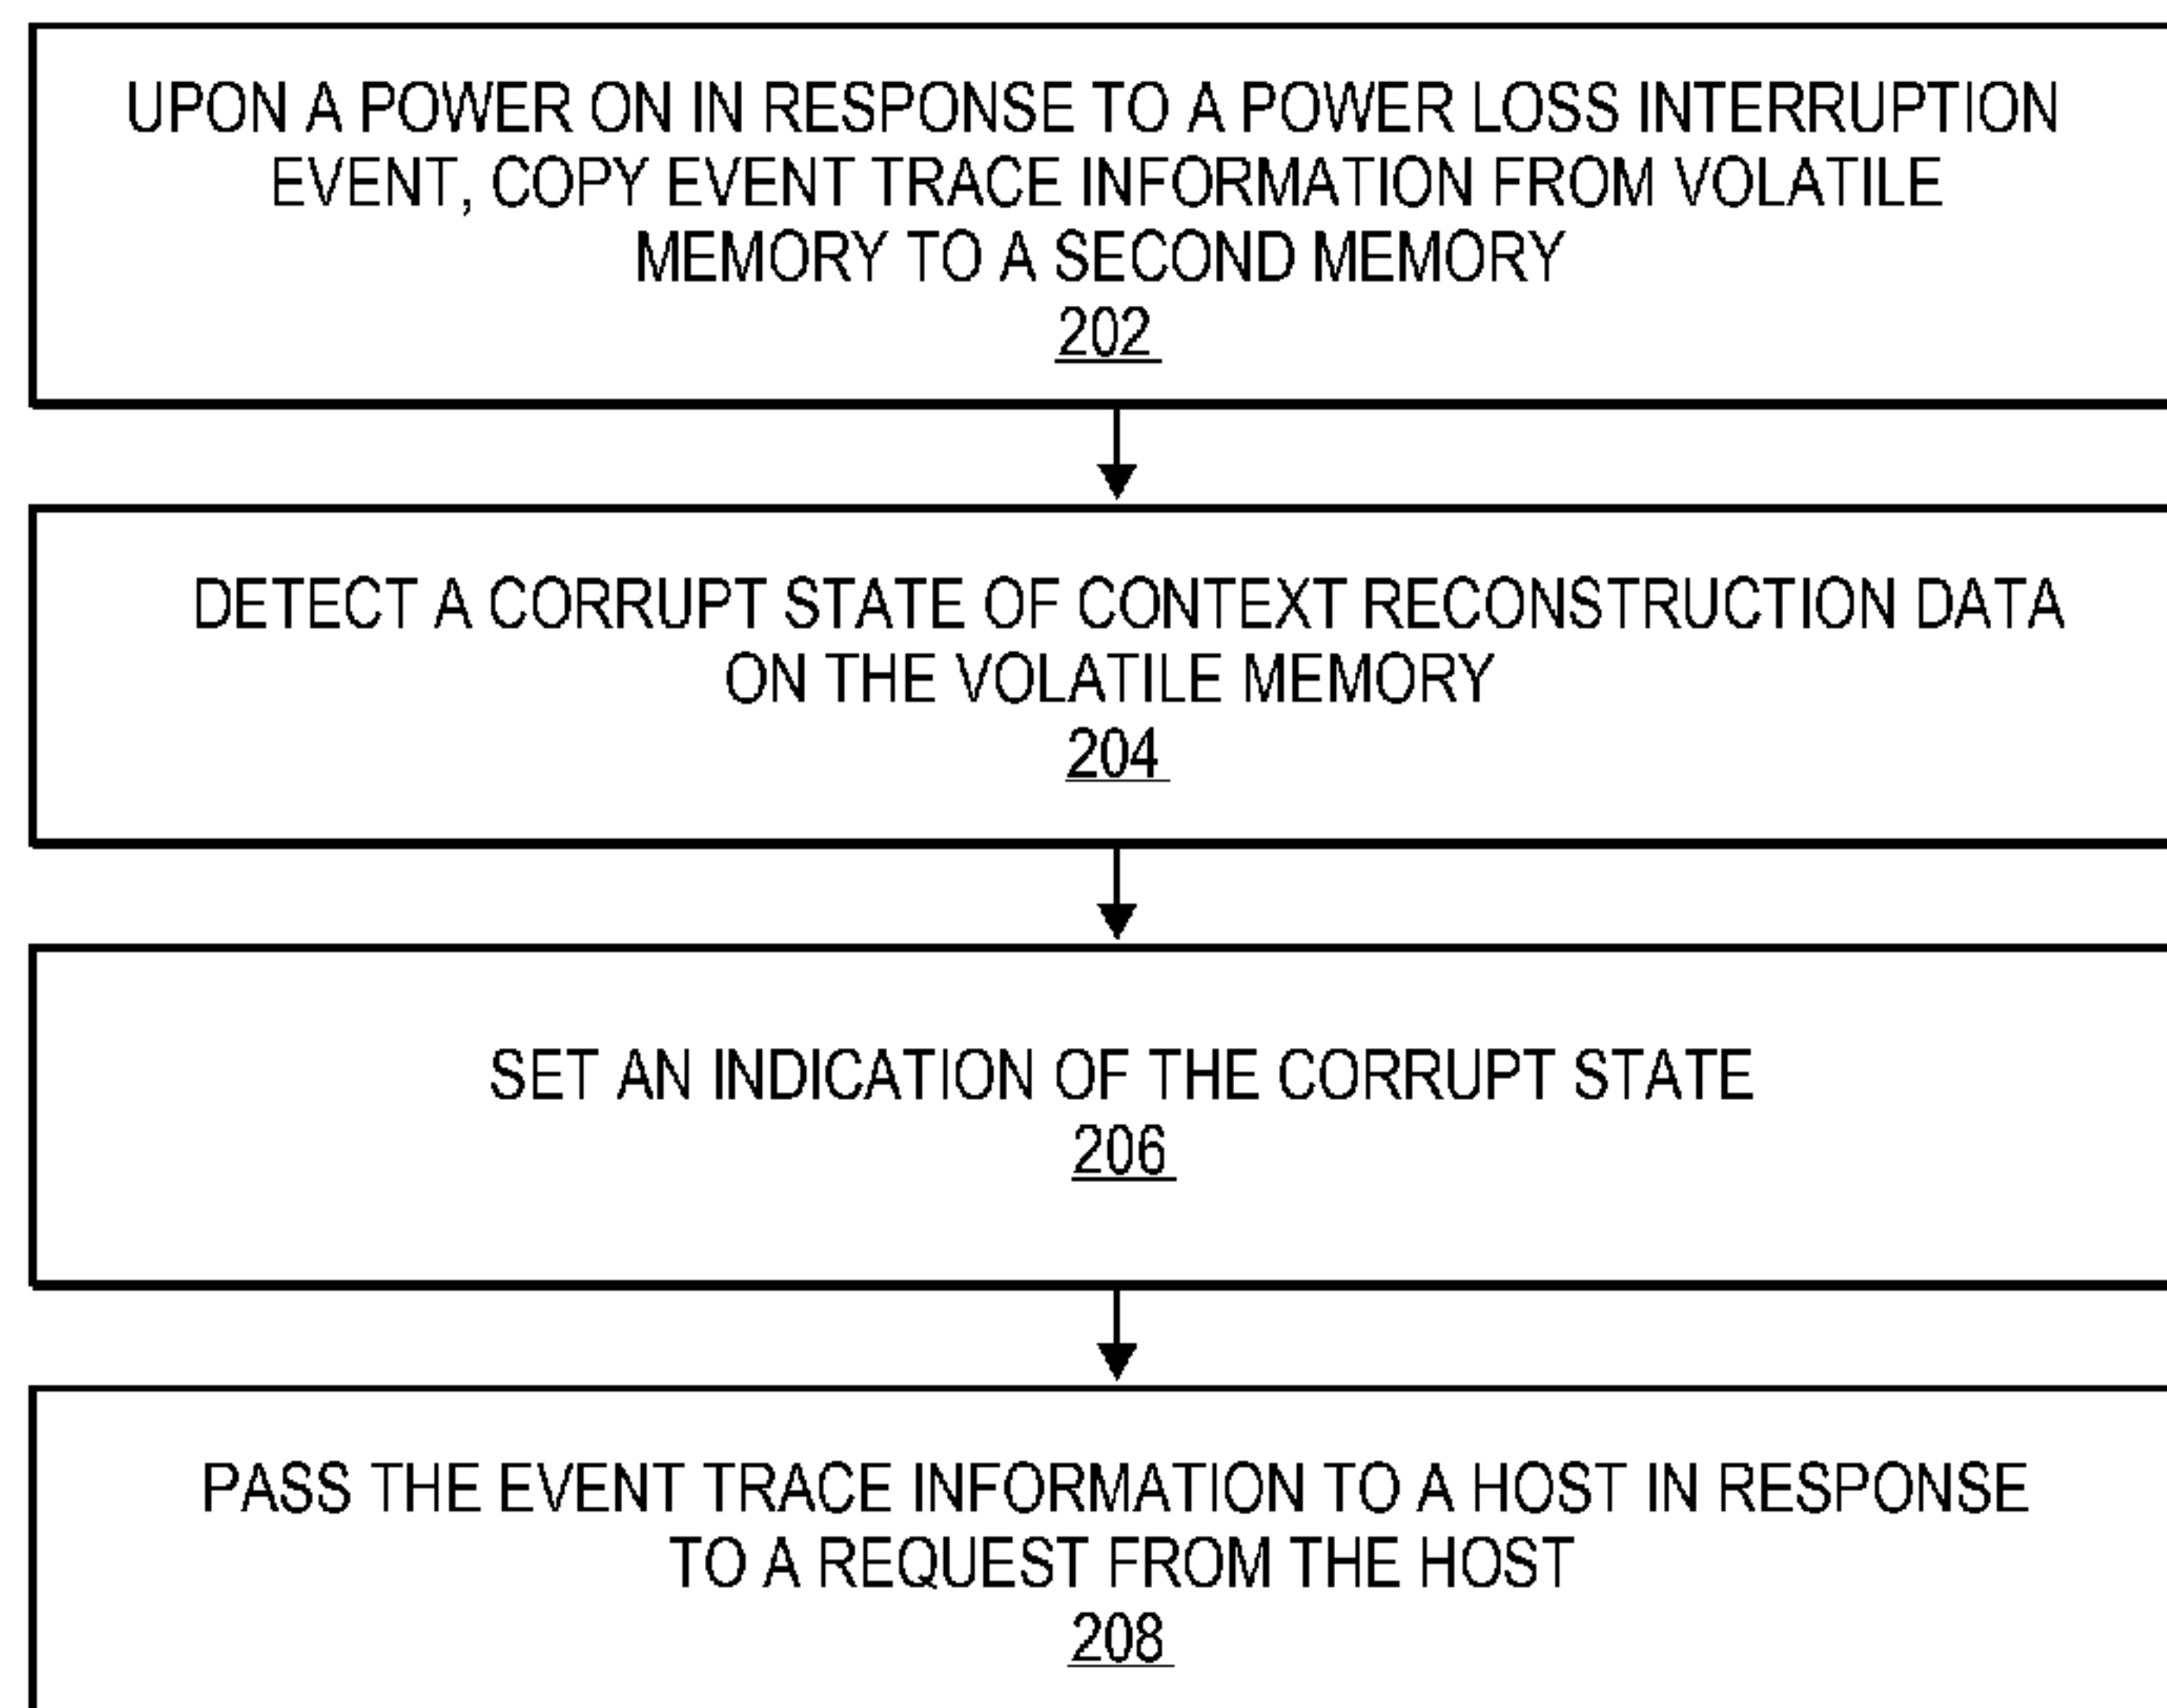 UPON A POWER ON IN RESPONSE TO A POWER LOSS INTERRUPTION
EVENT, COPY EVENT TRACE INFORMATION FROM VOLATILE
MEMORY TO A SECOND MEMORY
202
DETECT A CORRUPT STATE OF CONTEXT RECONSTRUCTION DATA
ON THE VOLATILE MEMORY
204
SET AN INDICATION OF THE CORRUPT STATE
206
PASS THE EVENT TRACE INFORMATION TO A HOST IN RESPONSE
TO A REQUEST FROM THE HOST
208